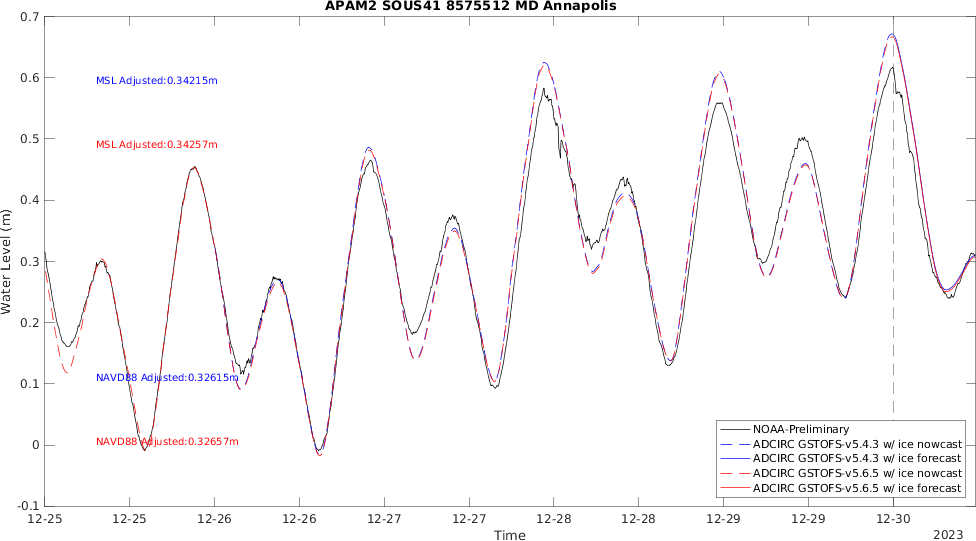 APAM2 SOUS41 8575512 MD Annapolis
0.7
0.6
0.5
0.4
0.3
0.2
0.1
0
-0.1
Water Level (m)
MSL Adjusted:0.34215m
MSL Adjusted:0.34257m
NAVD88 Adjusted:0.32615m
NAVD88 Adjusted:0.32657m
NOAA-Preliminary
ADCIRC GSTOFS-v5.4.3 w/ ice nowcast
ADCIRC GSTOFS-v5.4.3 w/ ice forecast
ADCIRC GSTOFS-v5.6.5 w/ ice nowcast
ADCIRC GSTOFS-v5.6.5 w/ ice forecast
12-25 12-25 12-26 12-26 12-27 12-27 12-28 12-28 12-29 12-29 12-30
Time
2023